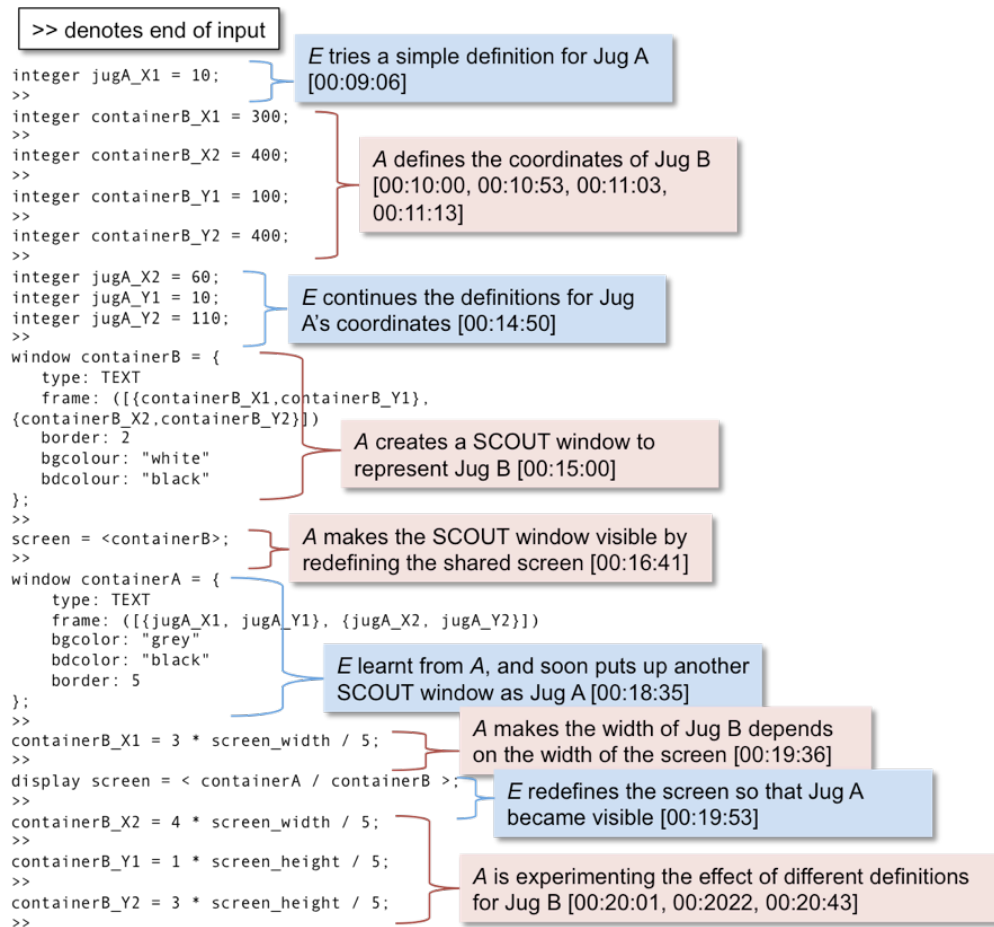 >> denotes end of input
integer jugA_X1 = 10;
>>
E tries a simple definition for Jug A
[00:09:06]
integer containerB_X1 = 300;
>>
integer containerB_X2 = 400;
>>
integer containerB_Y1 = 100;
>>
integer containerB_Y2 = 400;
>>
A defines the coordinates of Jug B
[00:10:00, 00:10:53, 00:11:03,
00:11:13]
integer jugA_X2 = 60;
integer jugA_Y1 = 10;
integer jugA_Y2 = 110;
>>
E continues the definitions for Jug
A's coordinates [00:14:50]
window containerB = {
type: TEXT
frame: ([{containerB_X1,containerB_Y1},
{containerB_X2,containerB_Y2}])
border: 2
bgcolour: "white"
bdcolour: "black"
};
>>
A creates a SCOUT window to
represent Jug B [00:15:00]
screen = <containerB>;
>>
A makes the SCOUT window visible by
redefining the shared screen [00:16:41]
window containerA = {
type: TEXT
frame: ([{jugA_X1, jugA_Y1}, {jugA_X2, jugA_Y2}])
bgcolor: "grey"
bdcolor: "black"
border: 5
};
>>
E learnt from A, and soon puts up another
SCOUT window as Jug A [00:18:35]
containerB_X1 = 3 * screen_width / 5;
>>
A makes the width of Jug B depends
on the width of the screen [00:19:36]
display screen = < containerA / containerB >;
>>
E redefines the screen so that Jug A
became visible [00:19:53]
containerB_X2 = 4 * screen_width / 5;
>>
containerB_Y1 = 1 * screen_height / 5;
>>
containerB_Y2 = 3 * screen_height / 5;
>>
A is experimenting the effect of different definitions
for Jug B [00:20:01, 00:2022, 00:20:43]